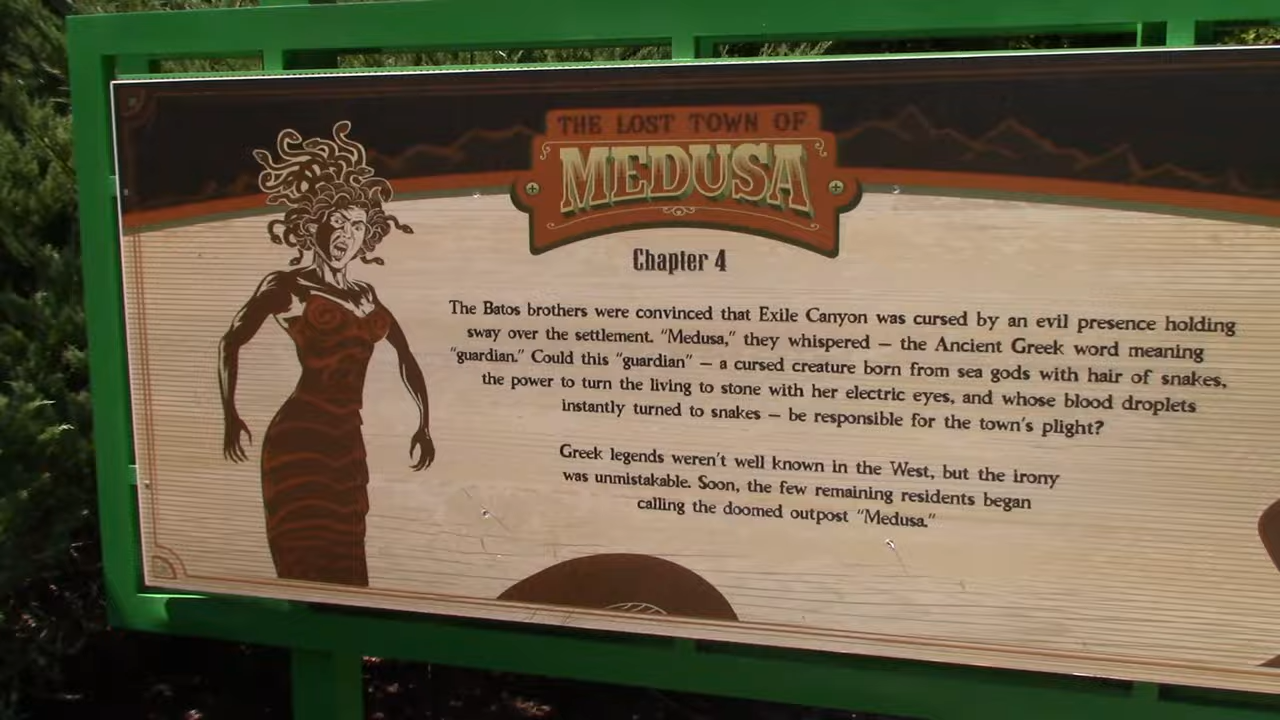 THE LOST TOWN OF
MEDUSA
Chapter 4
The Batos brothers were convinced that Exile Canyon was cursed by an evil presence holding
sway over the settlement. “Medusa,” they whispered – the Ancient Greek word meaning
“guardian.” Could this “guardian” – a cursed creature born from sea gods with hair of snakes,
the power to turn the living to stone with her electric eyes, and whose blood droplets
instantly turned to snakes – be responsible for the town’s plight?
Greek legends weren’t well known in the West, but the irony
was unmistakable. Soon, the few remaining residents began
calling the doomed outpost “Medusa.”